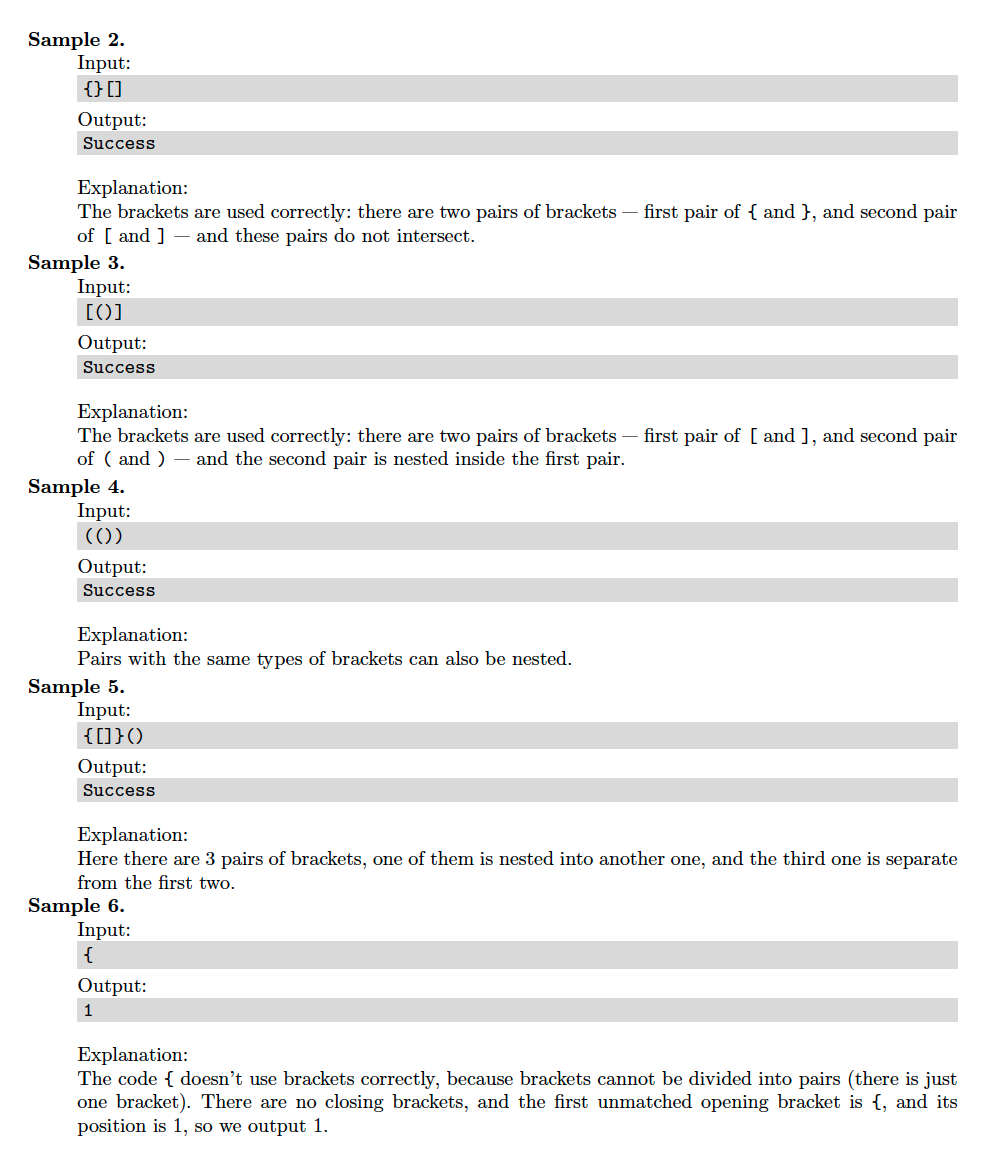 Sample 2.
Input:
{}[]
Output:
Success
Explanation:
The brackets are used correctly: there are two pairs of brackets — first pair of { and }, and second pair
of [ and ] — and these pairs do not intersect.
Sample 3.
Input:
[()]
Output:
Success
Explanation:
The brackets are used correctly: there are two pairs of brackets — first pair of [ and ], and second pair
of ( and ) — and the second pair is nested inside the first pair.
Sample 4.
Input:
(())
Output:
Success
Explanation:
Pairs with the same types of brackets can also be nested.
Sample 5.
Input:
{[]}()
Output:
Success
Explanation:
Here there are 3 pairs of brackets, one of them is nested into another one, and the third one is separate
from the first two.
Sample 6.
Input:
{
Output:
1
Explanation:
The code { doesn't use brackets correctly, because brackets cannot be divided into pairs (there is just
one bracket). There are no closing brackets, and the first unmatched opening bracket is {, and its
position is 1, so we output 1.